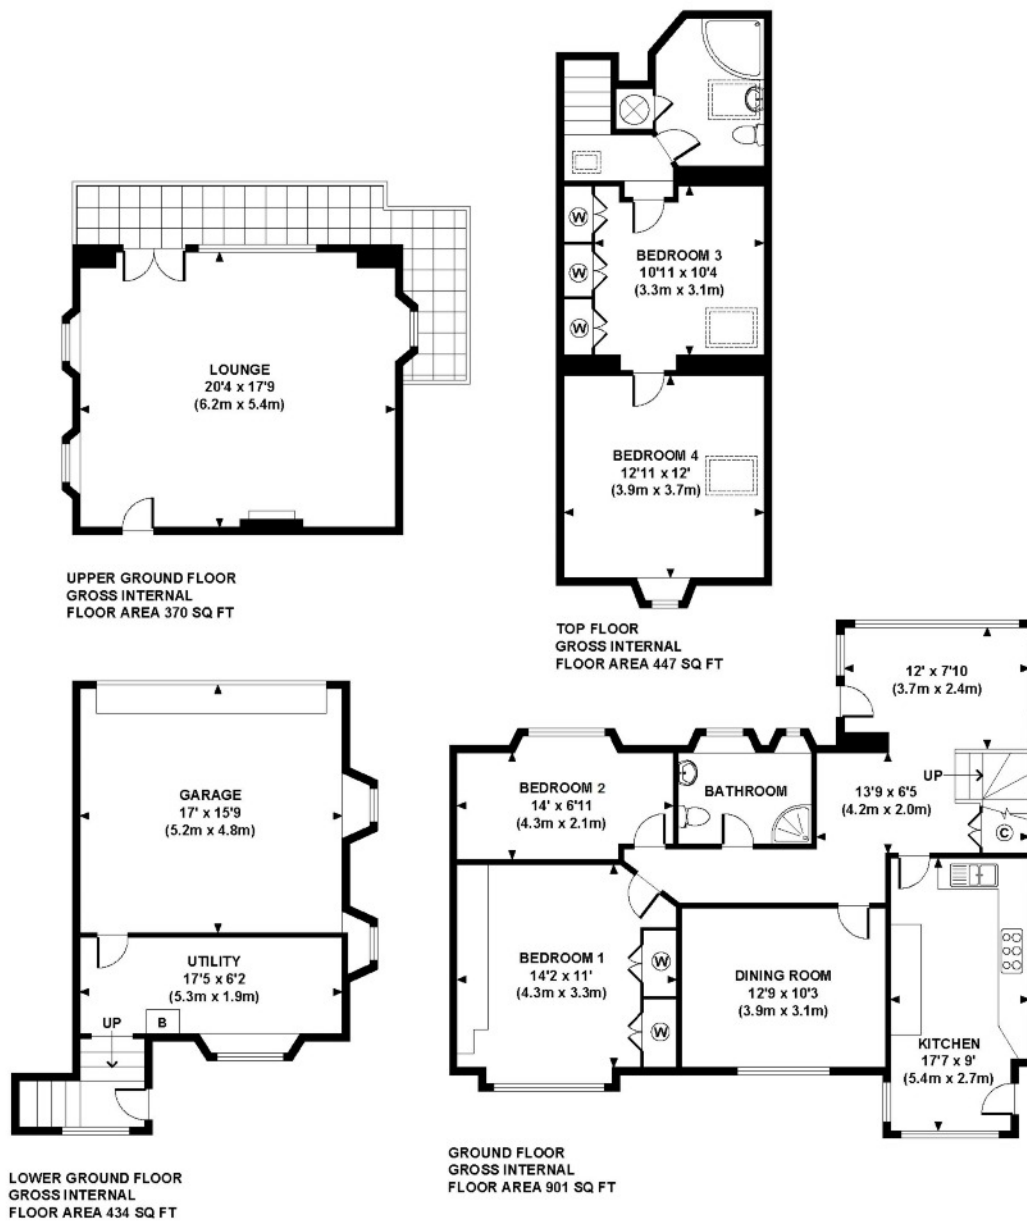 LOUNGE
20'4 x 17'9
(6.2m x 5.4m)
UPPER GROUND FLOOR
GROSS INTERNAL
FLOOR AREA 370 SQ FT
W
W
W
BEDROOM 3
10'11 x 10'4
(3.3m x 3.1m)
BEDROOM 4
12'11 x 12'
(3.9m x 3.7m)
TOP FLOOR
GROSS INTERNAL
FLOOR AREA 447 SQ FT
GARAGE
17' x 15'9
(5.2m x 4.8m)
UTILITY
17'5 x 6'2
(5.3m x 1.9m)
UP
B
LOWER GROUND FLOOR
GROSS INTERNAL
FLOOR AREA 434 SQ FT
12' x 7'10
(3.7m x 2.4m)
BEDROOM 2
14' x 6'11
(4.3m x 2.1m)
BATHROOM
UP
13'9 x 6'5
(4.2m x 2.0m)
C
BEDROOM 1
14'2 x 11'
(4.3m x 3.3m)
W
W
DINING ROOM
12'9 x 10'3
(3.9m x 3.1m)
KITCHEN
17'7 x 9'
(5.4m x 2.7m)
GROUND FLOOR
GROSS INTERNAL
FLOOR AREA 901 SQ FT